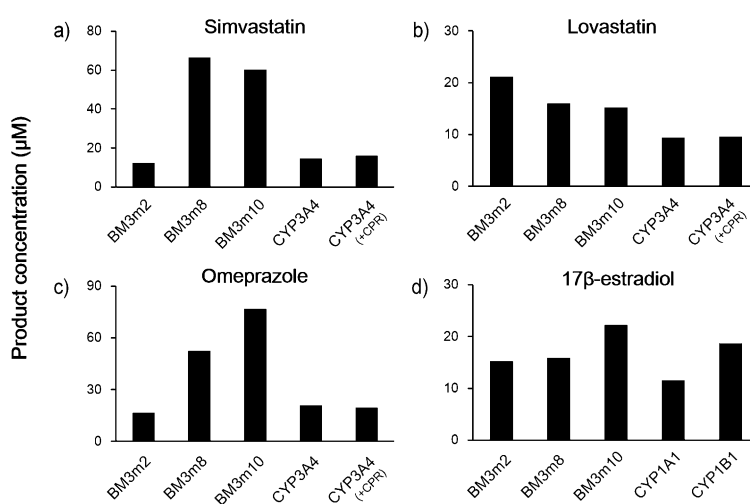 Product concentration (µM)
a)
Simvastatin
80
60
40
20
0
BM3m2
BM3m8
BM3m10
CYP3A4
CYP3A4
(+CPR)
b)
Lovastatin
30
20
10
0
BM3m2
BM3m8
BM3m10
CYP3A4
CYP3A4
(+CPR)
c)
Omeprazole
90
60
30
0
BM3m2
BM3m8
BM3m10
CYP3A4
CYP3A4
(+CPR)
d)
17β-estradiol
30
20
10
0
BM3m2
BM3m8
BM3m10
CYP1A1
CYP1B1